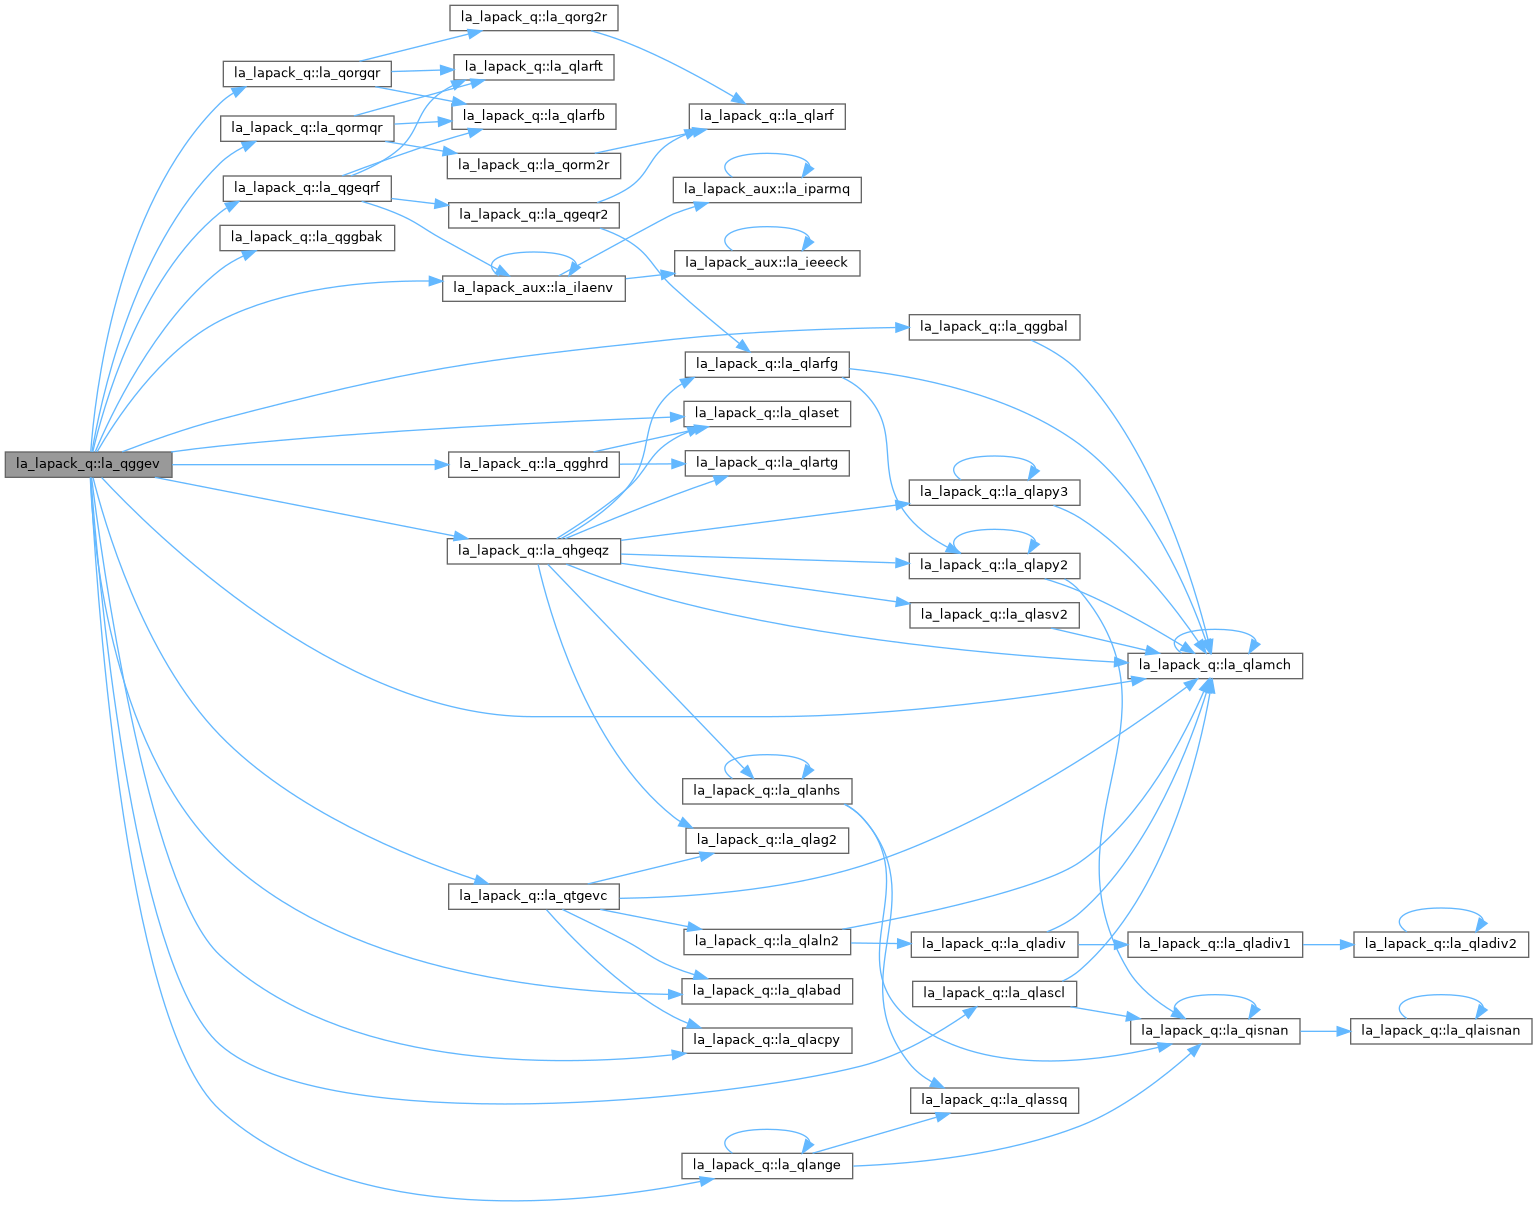 la_lapack_q::la_qorg2r
la_lapack_q::la_qlarft
la_lapack_q::la_qorgqr
la_lapack_q::la_qlarfb
la_lapack_q::la_qlarf
la_lapack_q::la_qormqr
la_lapack_q::la_qorm2r
la_lapack_q::la_qgeqrf
la_lapack_aux::la_iparmq
la_lapack_q::la_qgeqr2
la_lapack_q::la_qggbak
la_lapack_aux::la_ieeeck
la_lapack_aux::la_ilaenv
la_lapack_q::la_qggbal
la_lapack_q::la_qlarfg
la_lapack_q::la_qlaset
la_lapack_q::la_qggev
la_lapack_q::la_qgghrd
la_lapack_q::la_qlartg
la_lapack_q::la_qlapy3
la_lapack_q::la_qhgeqz
la_lapack_q::la_qlapy2
la_lapack_q::la_qlasv2
la_lapack_q::la_qlamch
la_lapack_q::la_qlanhs
la_lapack_q::la_qlag2
la_lapack_q::la_qtgevc
la_lapack_q::la_qlaln2
la_lapack_q::la_qladiv
la_lapack_q::la_qladiv1
la_lapack_q::la_qladiv2
la_lapack_q::la_qlabad
la_lapack_q::la_qlascl
la_lapack_q::la_qlacpy
la_lapack_q::la_qisnan
la_lapack_q::la_qlaisnan
la_lapack_q::la_qlassq
la_lapack_q::la_qlange